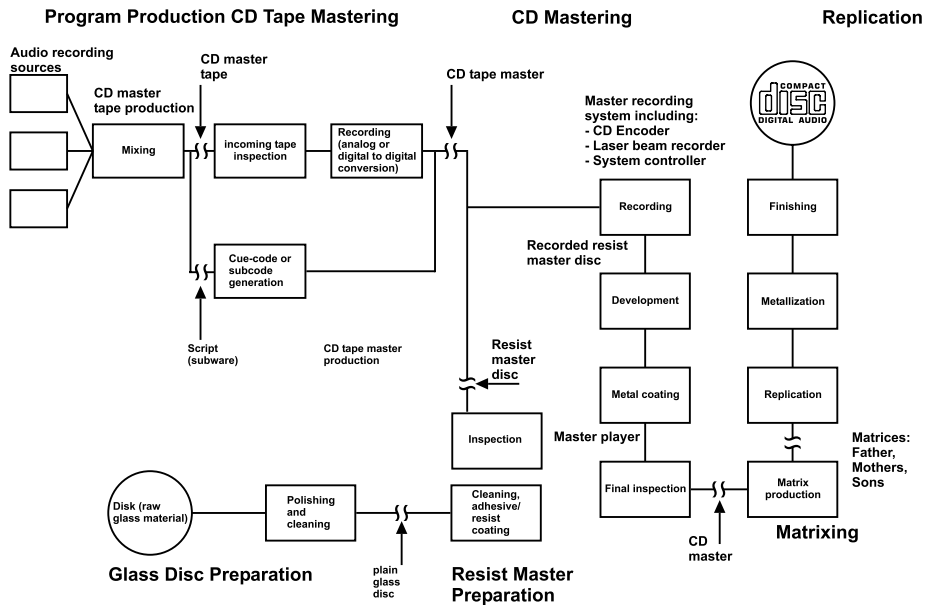 Program Production CD Tape Mastering
CD Mastering
Replication
Audio recording
sources
CD master
tape
CD master
tape production
Mixing
incoming tape
inspection
Recording
(analog or
digital to digital
conversion)
CD tape master
Cue-code or
subcode
generation
Script
(subware)
CD tape master
production
Master recording
system including:
- CD Encoder
- Laser beam recorder
- System controller
Recording
Recorded resist
master disc
Development
Metal coating
Master player
Final inspection
Resist
master
disc
Inspection
COMPACT
disc
DIGITAL AUDIO
Finishing
Metallization
Replication
Matrices:
Father,
Mothers,
Sons
Matrix
production
Matrixing
CD
master
Disk (raw
glass material)
Polishing
and
cleaning
plain
glass
disc
Cleaning,
adhesive/
resist
coating
Glass Disc Preparation
Resist Master
Preparation